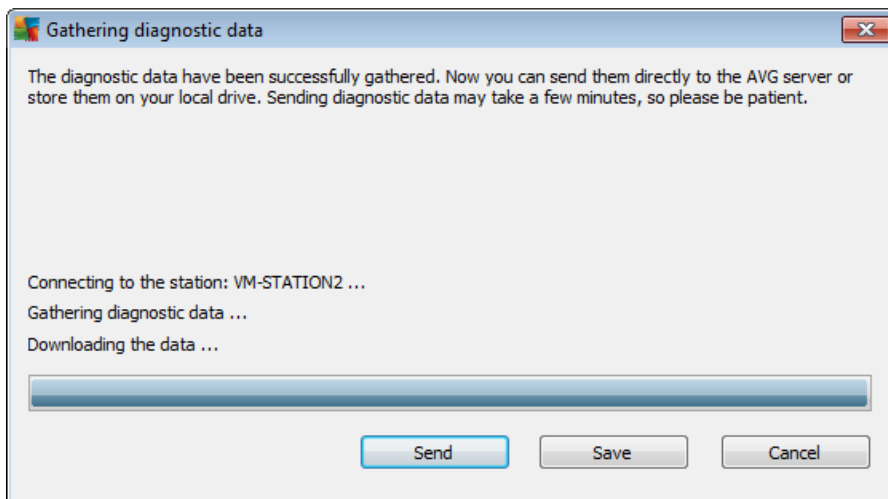 Gathering diagnostic data
The diagnostic data have been successfully gathered. Now you can send them directly to the AVG server or
store them on your local drive. Sending diagnostic data may take a few minutes, so please be patient.
Connecting to the station: VM-STATION2 ...
Gathering diagnostic data ...
Downloading the data ...
Send Save Cancel